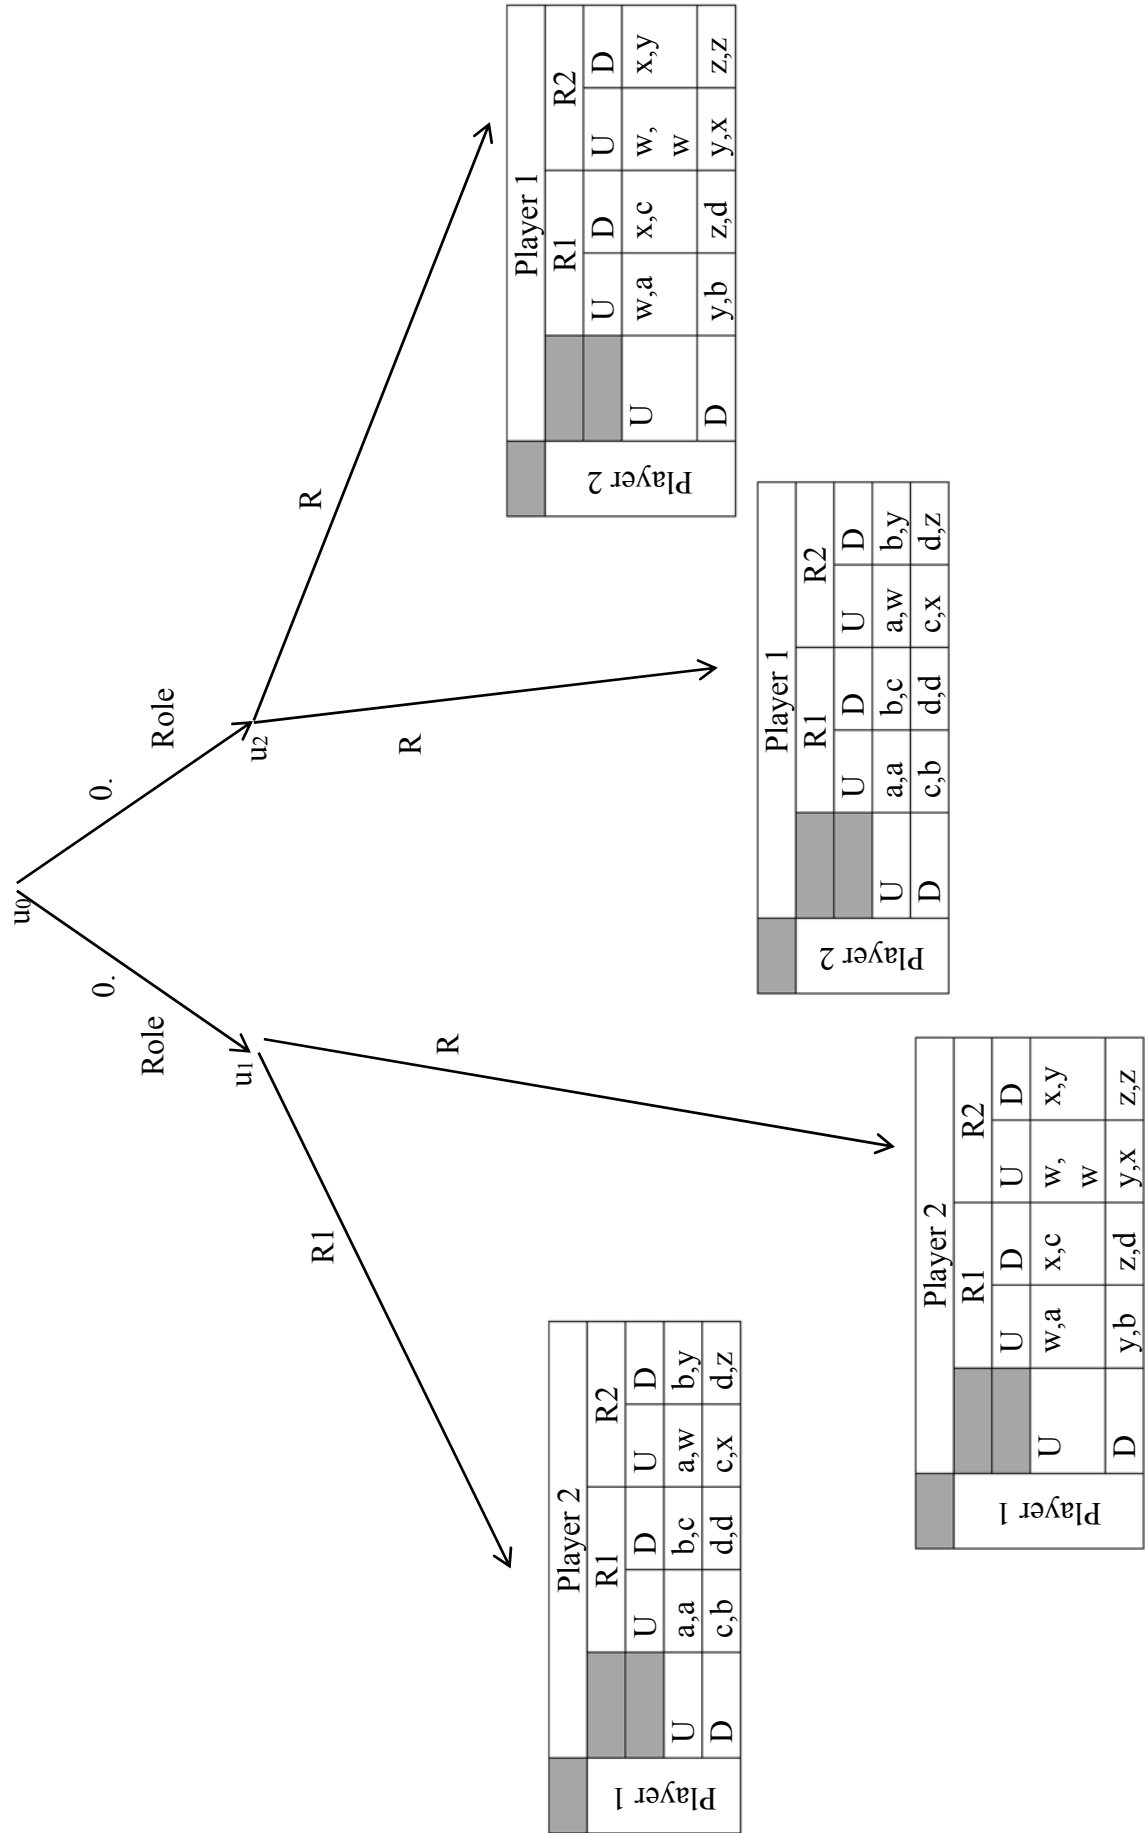 u0
0. 0.
Role Role
u1 u2
R1 R R R
Player 2
R1 R2
U D U D
Player 1
U a,a b,c a,w b,y
D c,b d,d c,x d,z
Player 2
R1 R2
U D U D
Player 1
U w,a x,c w, x,y
w
D y,b z,d y,x z,z
Player 1
R1 R2
U D U D
Player 2
U a,a b,c a,w b,y
D c,b d,d c,x d,z
Player 1
R1 R2
U D U D
Player 2
U w,a x,c w, x,y
w
D y,b z,d y,x z,z